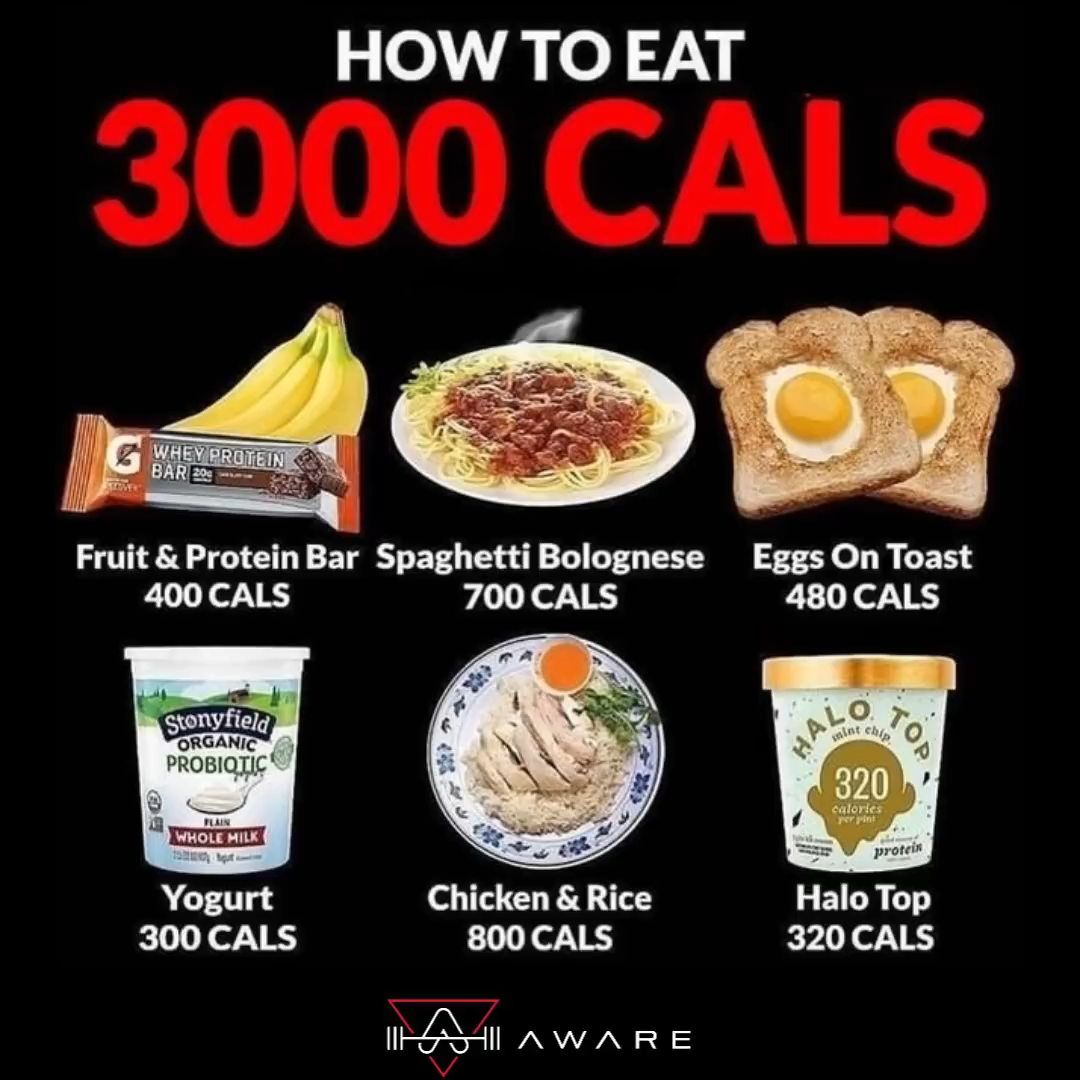 HOW TO EAT
3000 CALS
G
WHEY PROTEIN
BAR 20g
Fruit & Protein Bar
400 CALS
Spaghetti Bolognese
700 CALS
Eggs On Toast
480 CALS
Stonyfield
ORGANIC
PROBIOTIC
PLAIN
WHOLE MILK
Yogurt
300 CALS
Chicken & Rice
800 CALS
HALO TOP
mint chip
320
calories
per pint
protein
Halo Top
320 CALS
AWARE